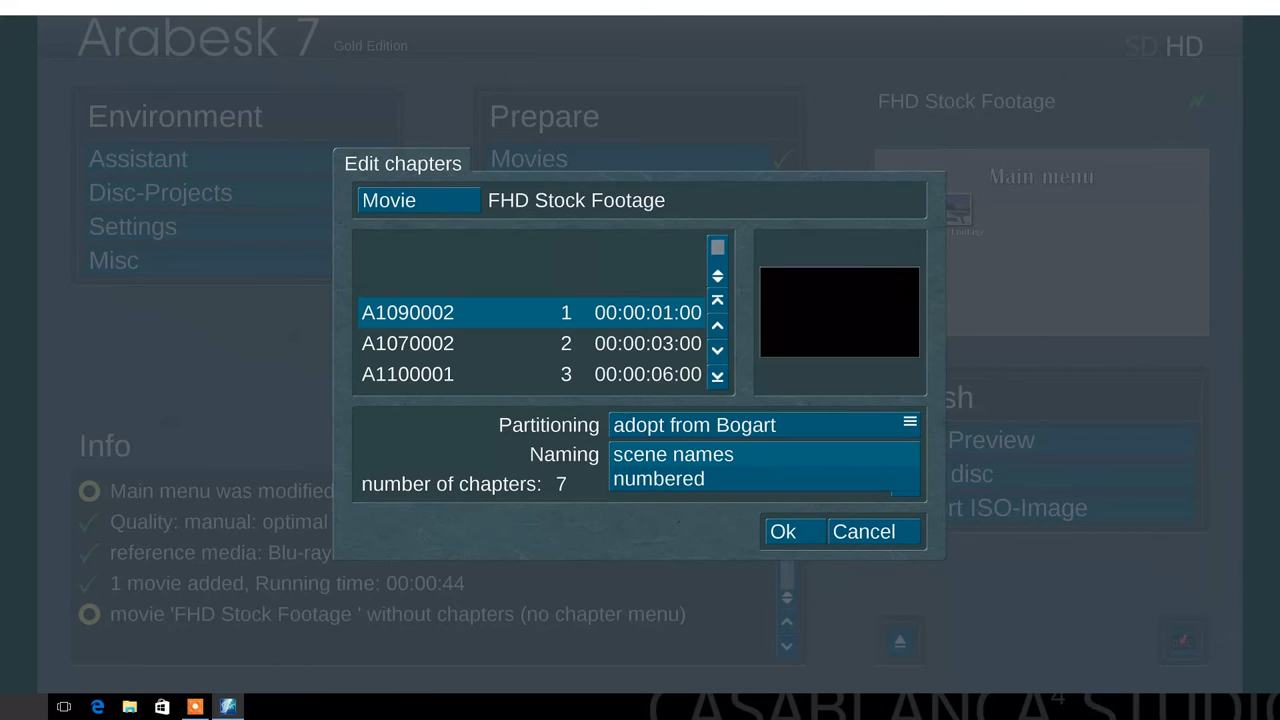 Arabesk 7 Gold Edition
SD HD
Environment
Assistant
Disc-Projects
Settings
Misc
Prepare
Movies
FHD Stock Footage
Main menu
Footage
Edit chapters
Movie FHD Stock Footage
A1090002 1 00:00:01:00
A1070002 2 00:00:03:00
A1100001 3 00:00:06:00
Partitioning adopt from Bogart
Naming scene names
numbered
number of chapters: 7
Ok Cancel
sh
Preview
disc
rt ISO-Image
Info
Main menu was modified
Quality: manual: optimal
reference media: Blu-ray
1 movie added, Running time: 00:00:44
movie 'FHD Stock Footage ' without chapters (no chapter menu)
CASABLANCA4 STUDIO